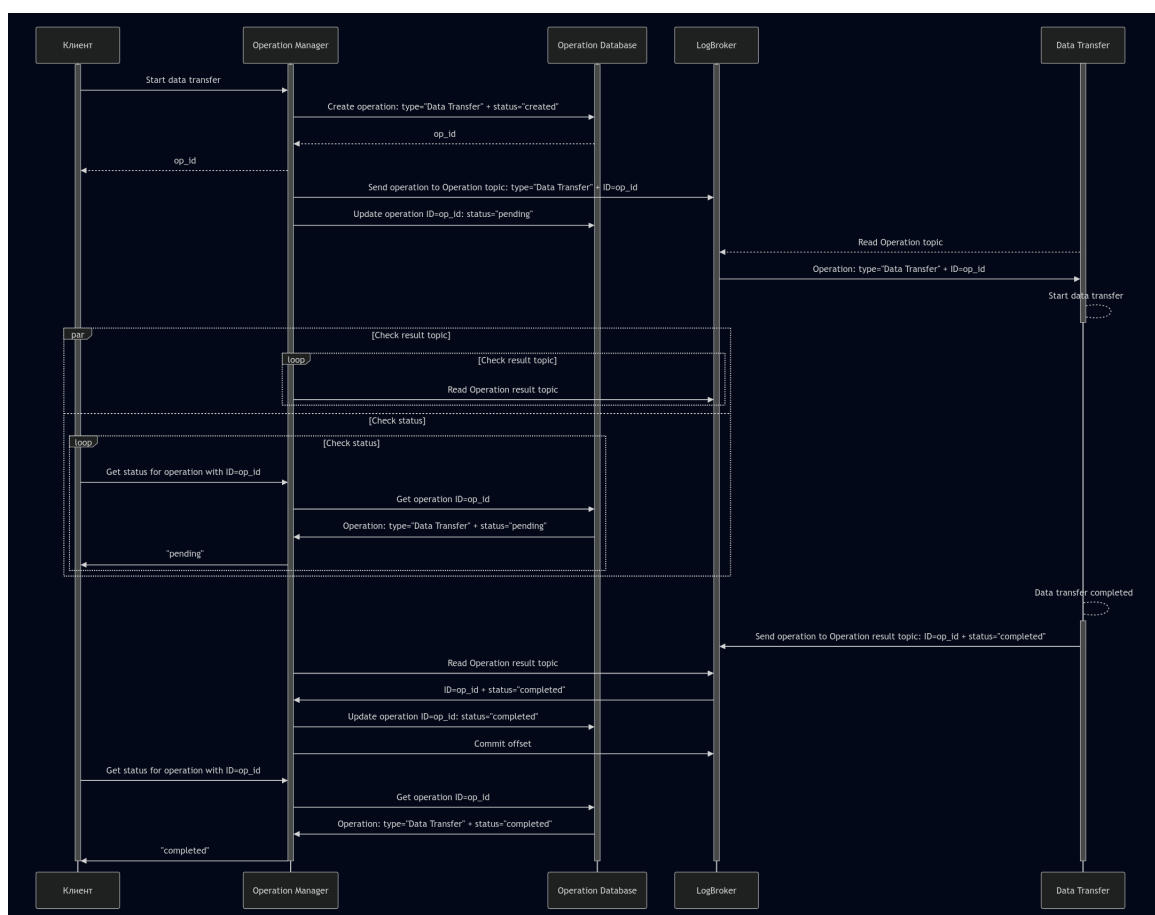 Клиент
Operation Manager
Operation Database
LogBroker
Data Transfer
Start data transfer
Create operation: type="Data Transfer" + status="created"
op_id
op_id
Send operation to Operation topic: type="Data Transfer" + ID=op_id
Update operation ID=op_id: status="pending"
Read Operation topic
Operation: type="Data Transfer" + ID=op_id
Start data transfer
par
[Check result topic]
loop
[Check result topic]
Read Operation result topic
[Check status]
loop
[Check status]
Get status for operation with ID=op_id
Get operation ID=op_id
Operation: type="Data Transfer" + status="pending"
"pending"
Data transfer completed
Send operation to Operation result topic: ID=op_id + status="completed"
Read Operation result topic
ID=op_id + status="completed"
Update operation ID=op_id: status="completed"
Commit offset
Get status for operation with ID=op_id
Get operation ID=op_id
Operation: type="Data Transfer" + status="completed"
"completed"
Клиент
Operation Manager
Operation Database
LogBroker
Data Transfer